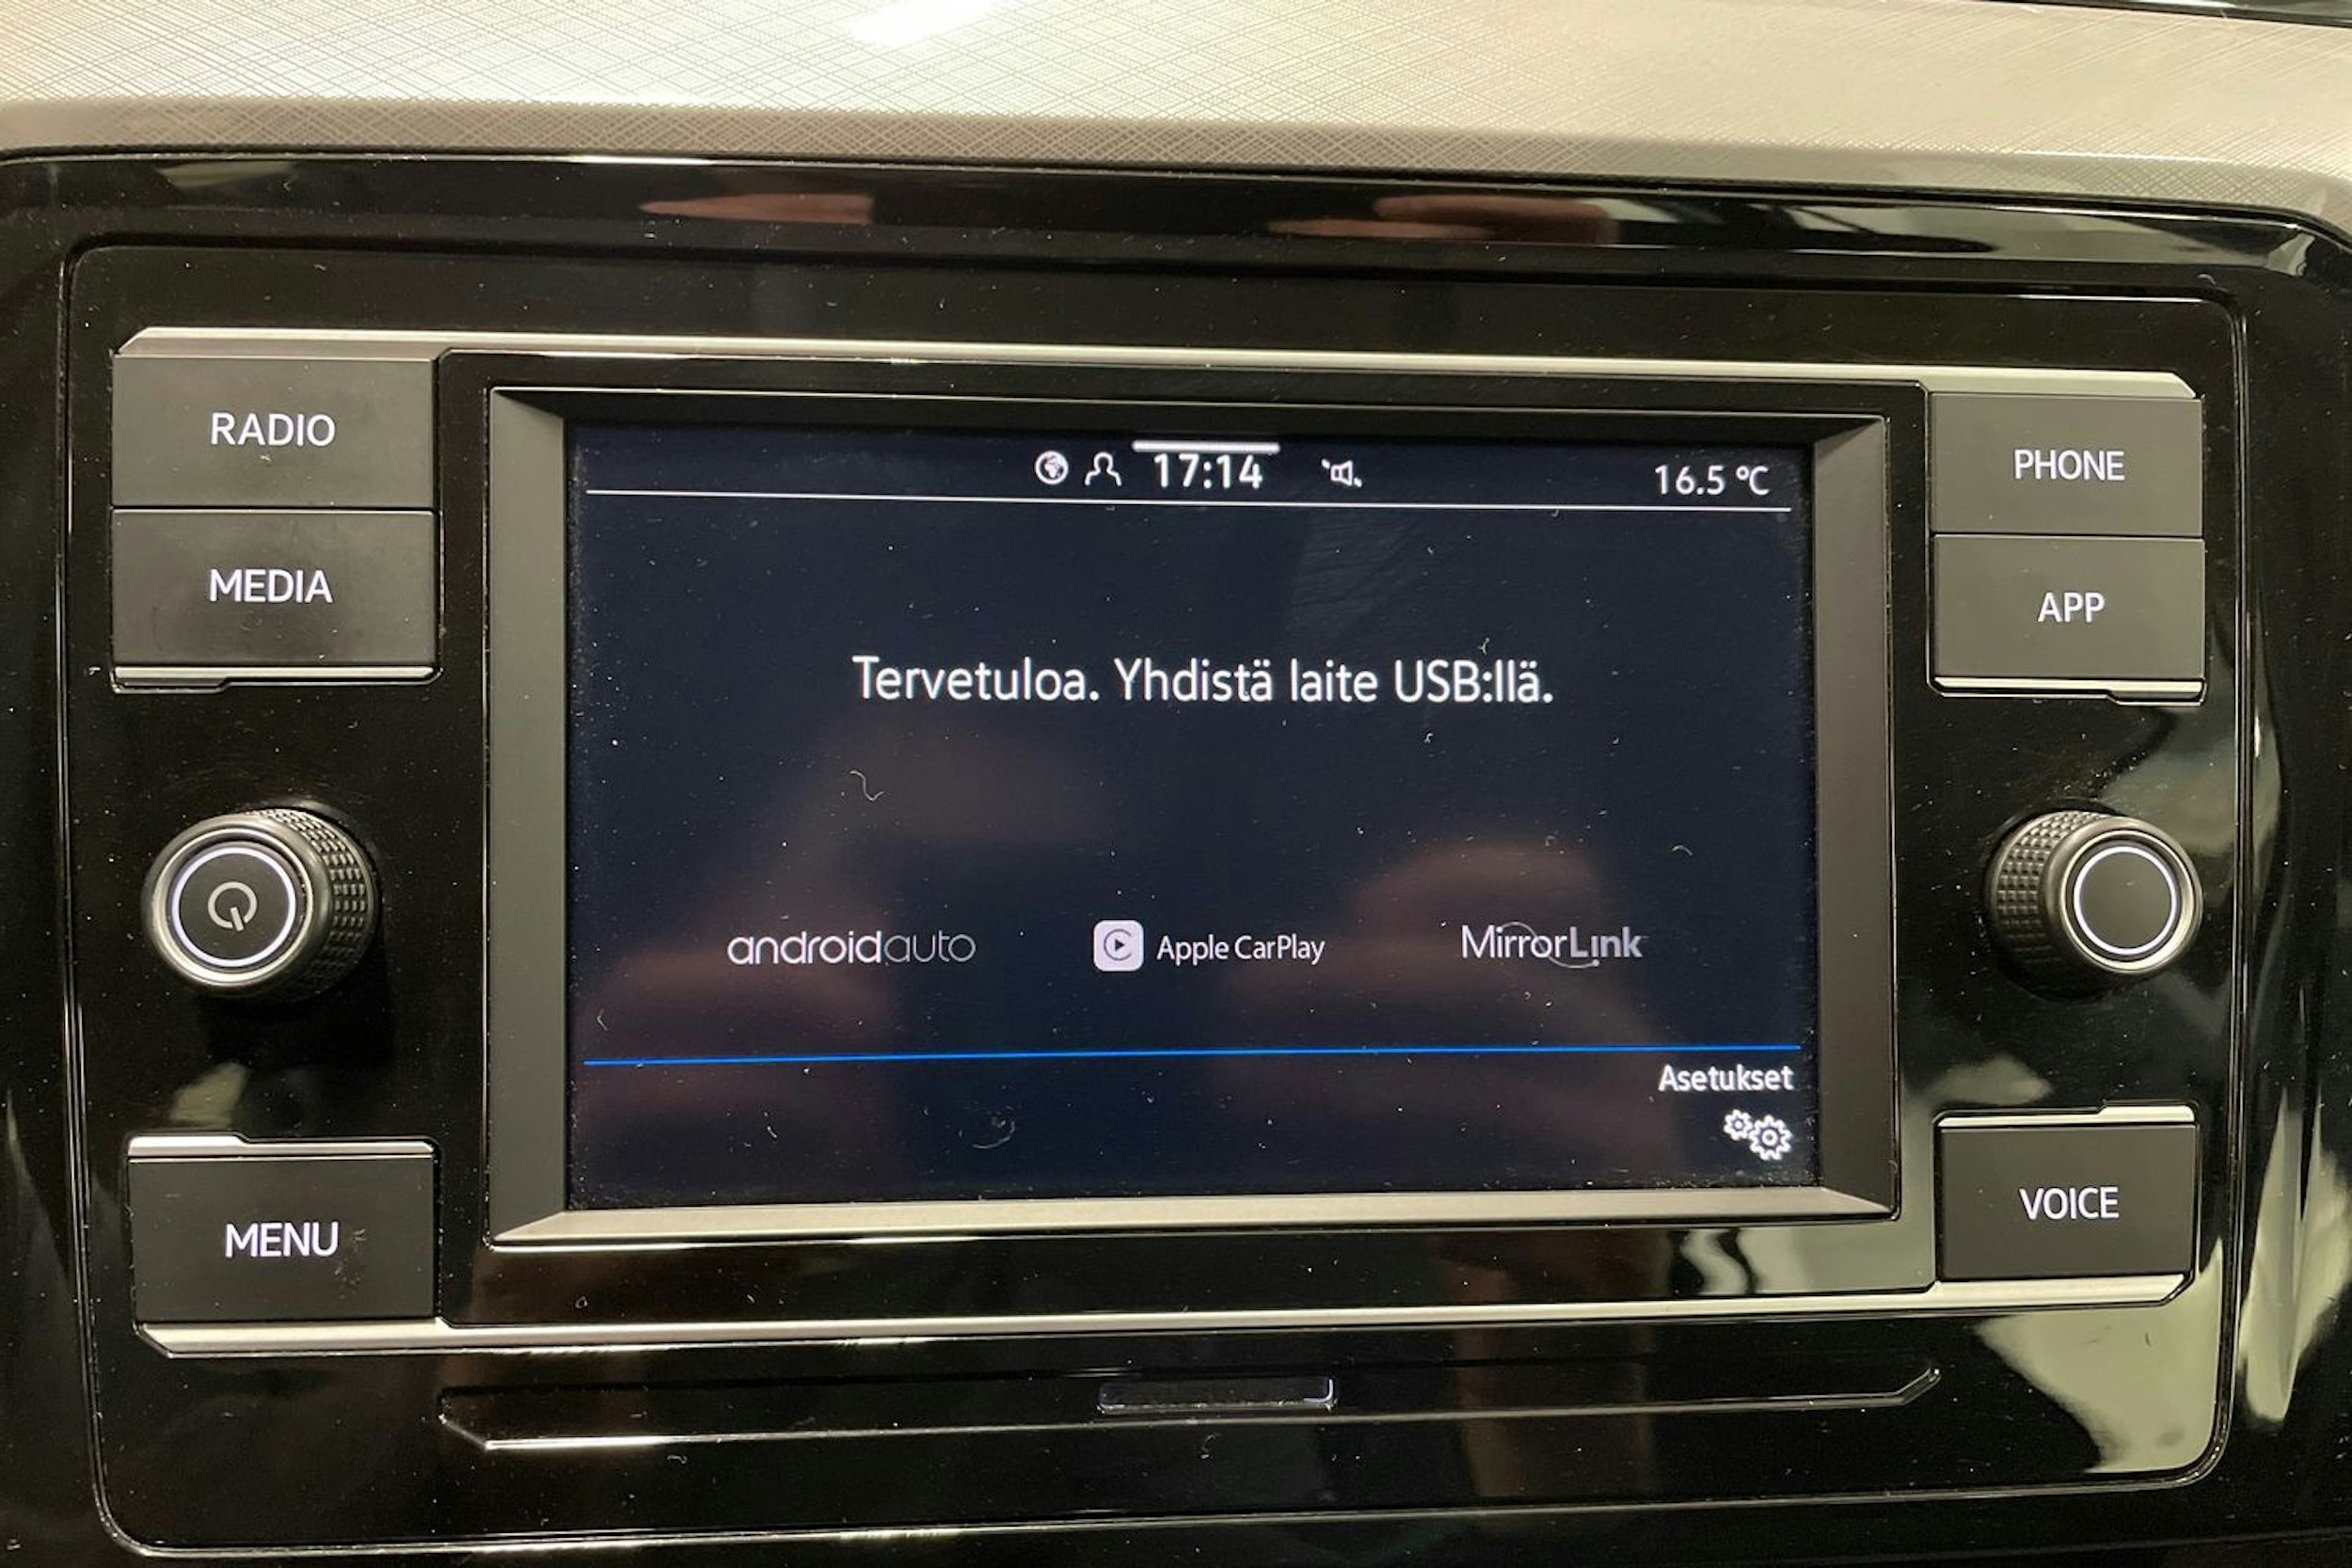 RADIO
MEDIA
MENU
17:14
16.5 °C
Tervetuloa. Yhdistä laite USB:llä.
androidauto
Apple CarPlay
MirrorLink
Asetukset
PHONE
APP
VOICE